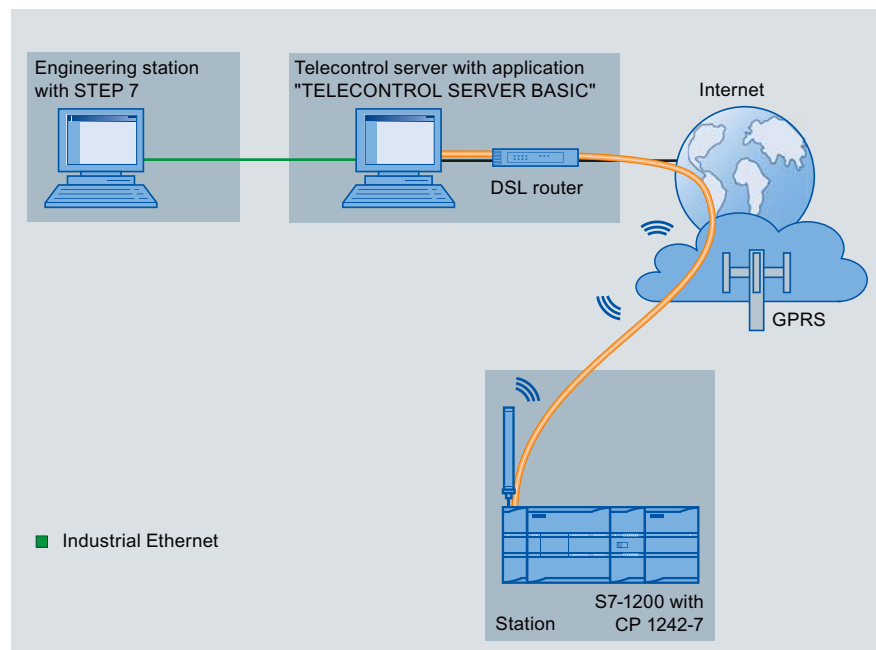 Engineering station
with STEP 7
Telecontrol server with application
"TELECONTROL SERVER BASIC"
Internet
DSL router
GPRS
Industrial Ethernet
S7-1200 with
CP 1242-7
Station